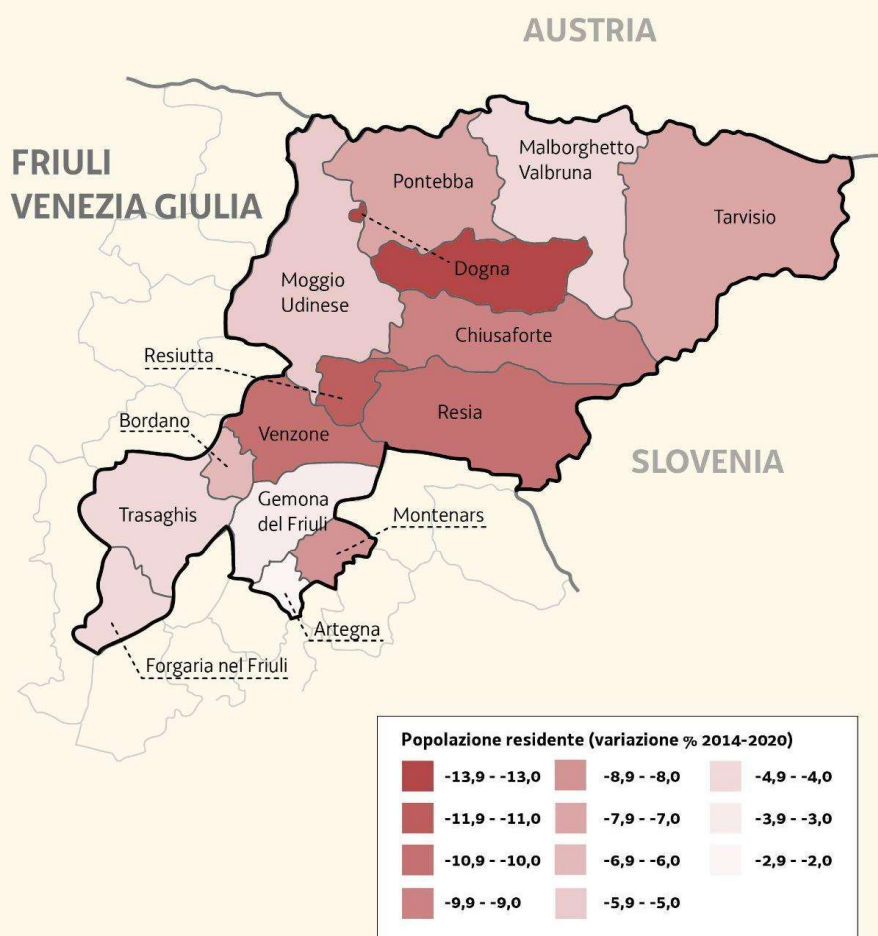 AUSTRIA
FRIULI
VENEZIA GIULIA
Malborghetto
Valbruna
Pontebba
Tarvisio
Dogna
Moggio
Udinese
Chiusaforte
Resiutta
Resia
Bordano
Venzone
SLOVENIA
Gemona
del Friuli
Trasaghis
Montenars
Artegna
Forgaria nel Friuli
Popolazione residente (variazione % 2014-2020)
-13,9 - -13,0
-8,9 - -8,0
-4,9 - -4,0
-11,9 - -11,0
-7,9 - -7,0
-3,9 - -3,0
-10,9 - -10,0
-6,9 - -6,0
-2,9 - -2,0
-9,9 - -9,0
-5,9 - -5,0